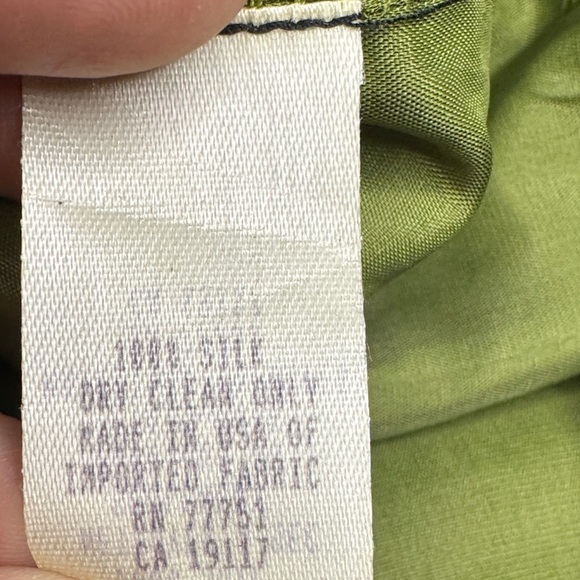 100% SILK
DRY CLEAN ONLY
MADE IN USA OF
IMPORTED FABRIC
RN 77751
CA 19117